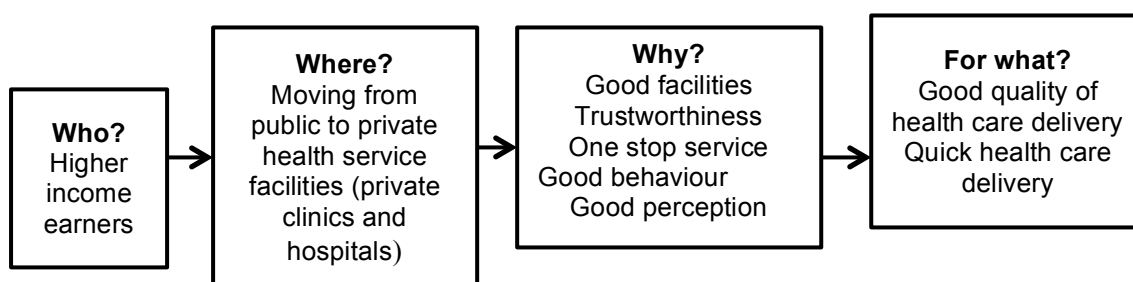 Who?
Higher
income
earners
Where?
Moving from
public to private
health service
facilities (private
clinics and
hospitals)
Why?
Good facilities
Trustworthiness
One stop service
Good behaviour
Good perception
For what?
Good quality of
health care delivery
Quick health care
delivery